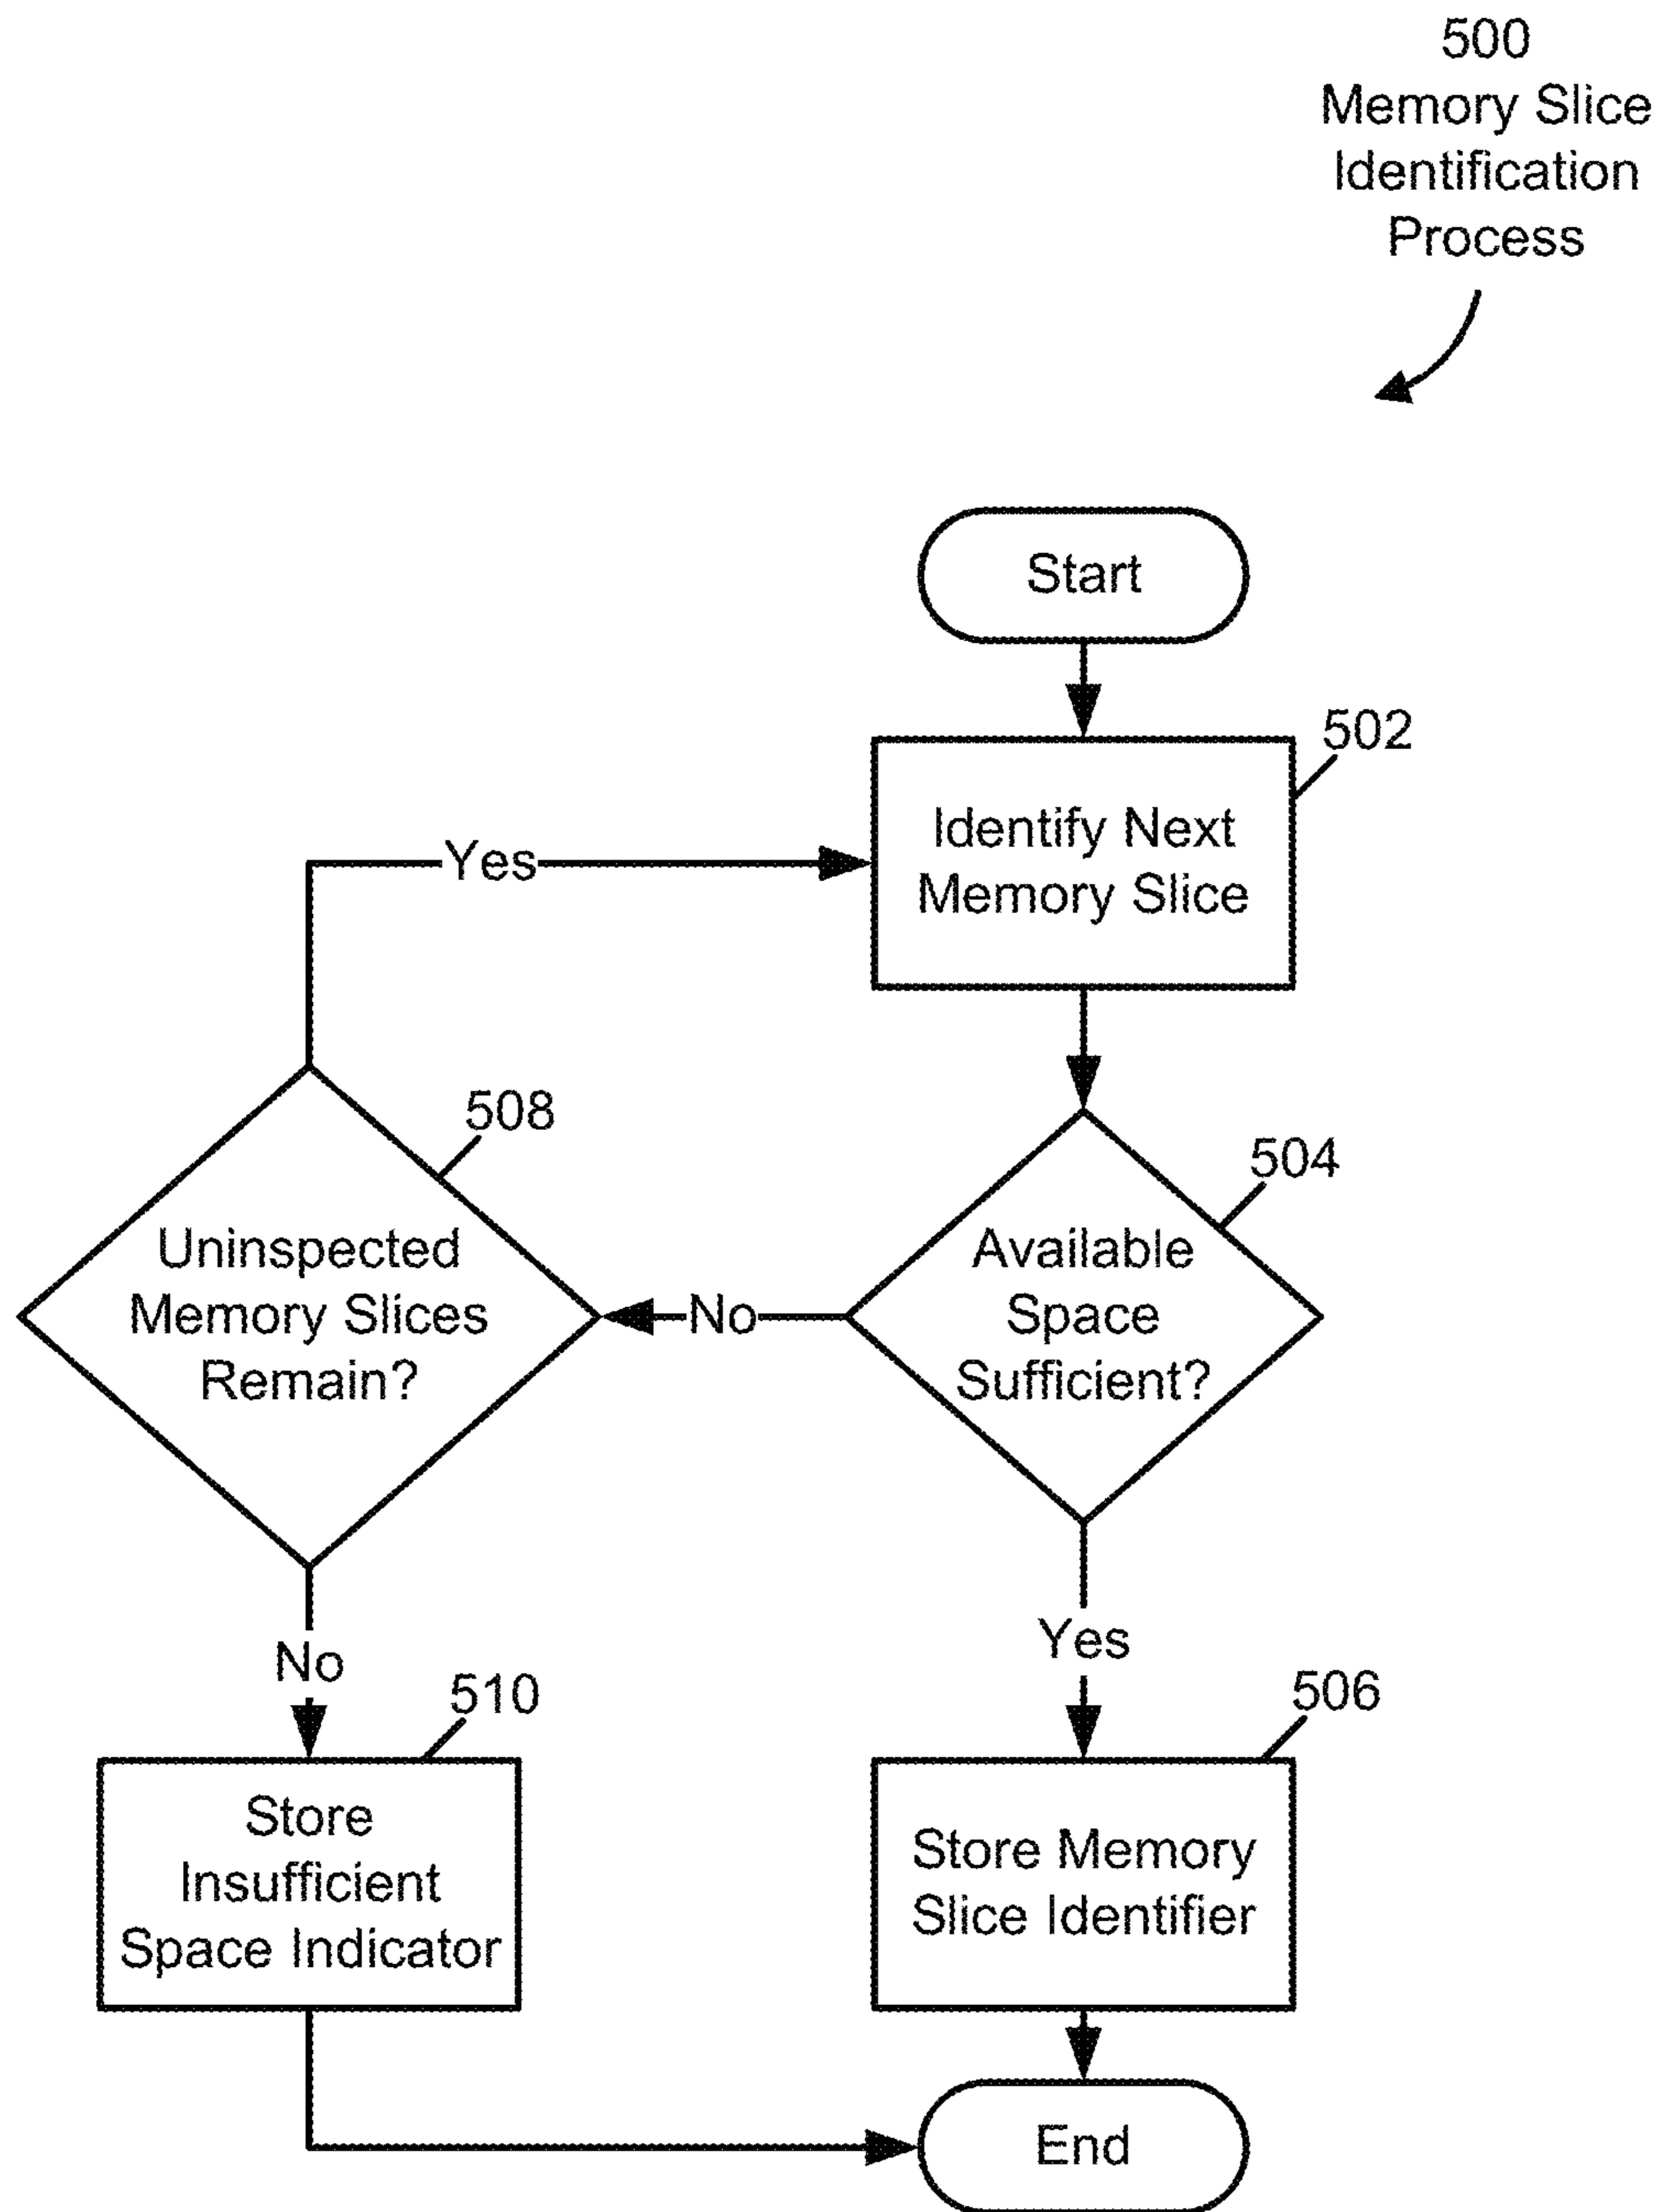 500
Memory Slice
Identification
Process
Start
502
Identify Next
Memory Slice
Yes
508
Uninspected
Memory Slices
Remain?
No
504
Available
Space
Sufficient?
No
Yes
510
Store
Insufficient
Space Indicator
506
Store Memory
Slice Identifier
End